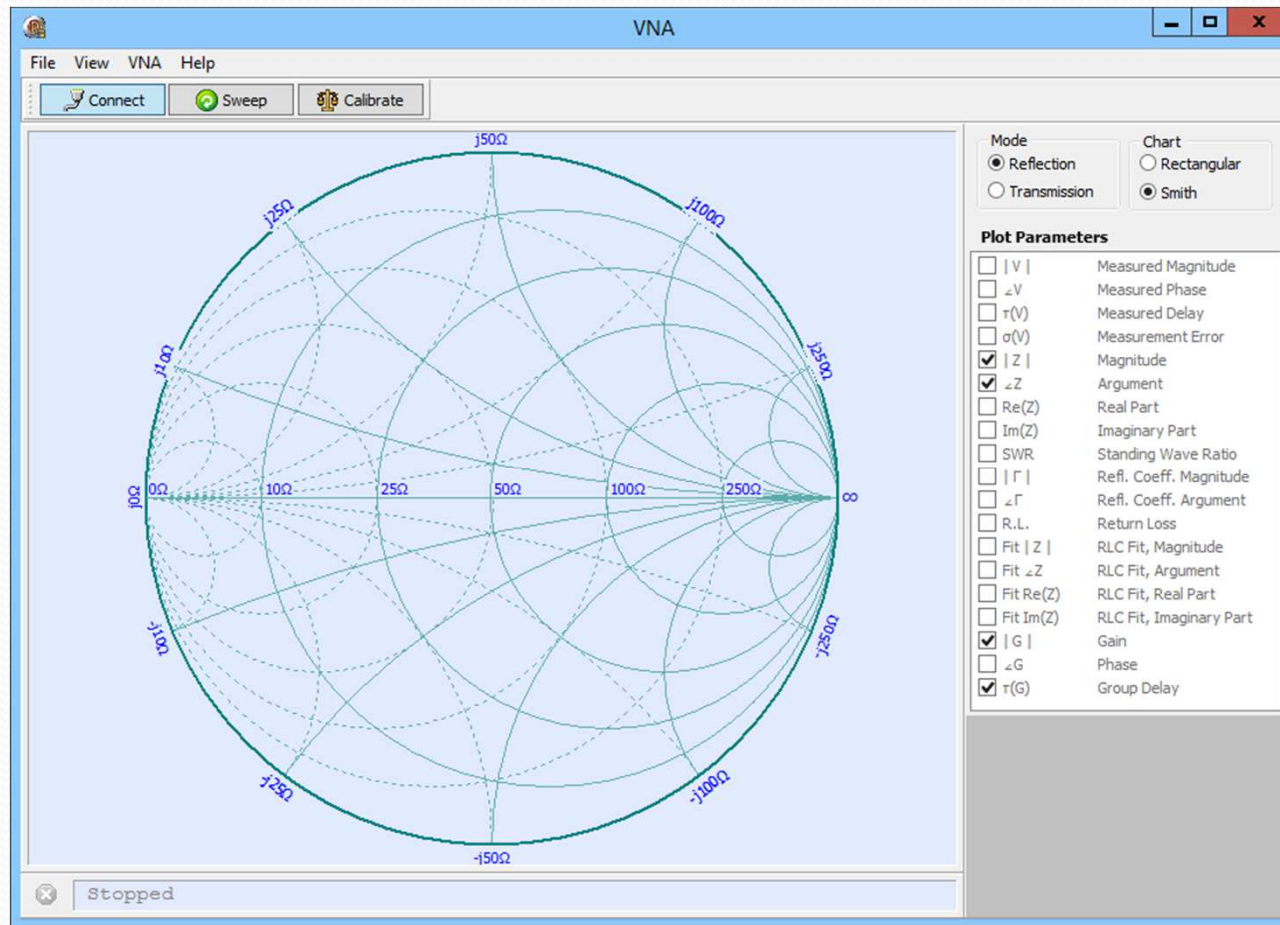 VNA
File View VNA Help
Connect Sweep Calibrate
j50Ω
j25Ω
j100Ω
j10Ω
j250Ω
j0Ω 0Ω 10Ω 25Ω 50Ω 100Ω 250Ω ∞
-j10Ω
-j250Ω
-j25Ω
-j100Ω
-j50Ω
Stopped
Mode
Reflection
Transmission
Chart
Rectangular
Smith
Plot Parameters
| V | Measured Magnitude
∠V Measured Phase
τ(V) Measured Delay
σ(V) Measurement Error
| Z | Magnitude
∠Z Argument
Re(Z) Real Part
Im(Z) Imaginary Part
SWR Standing Wave Ratio
| Γ | Refl. Coeff. Magnitude
∠Γ Refl. Coeff. Argument
R.L. Return Loss
Fit | Z | RLC Fit, Magnitude
Fit ∠Z RLC Fit, Argument
Fit Re(Z) RLC Fit, Real Part
Fit Im(Z) RLC Fit, Imaginary Part
| G | Gain
∠G Phase
τ(G) Group Delay